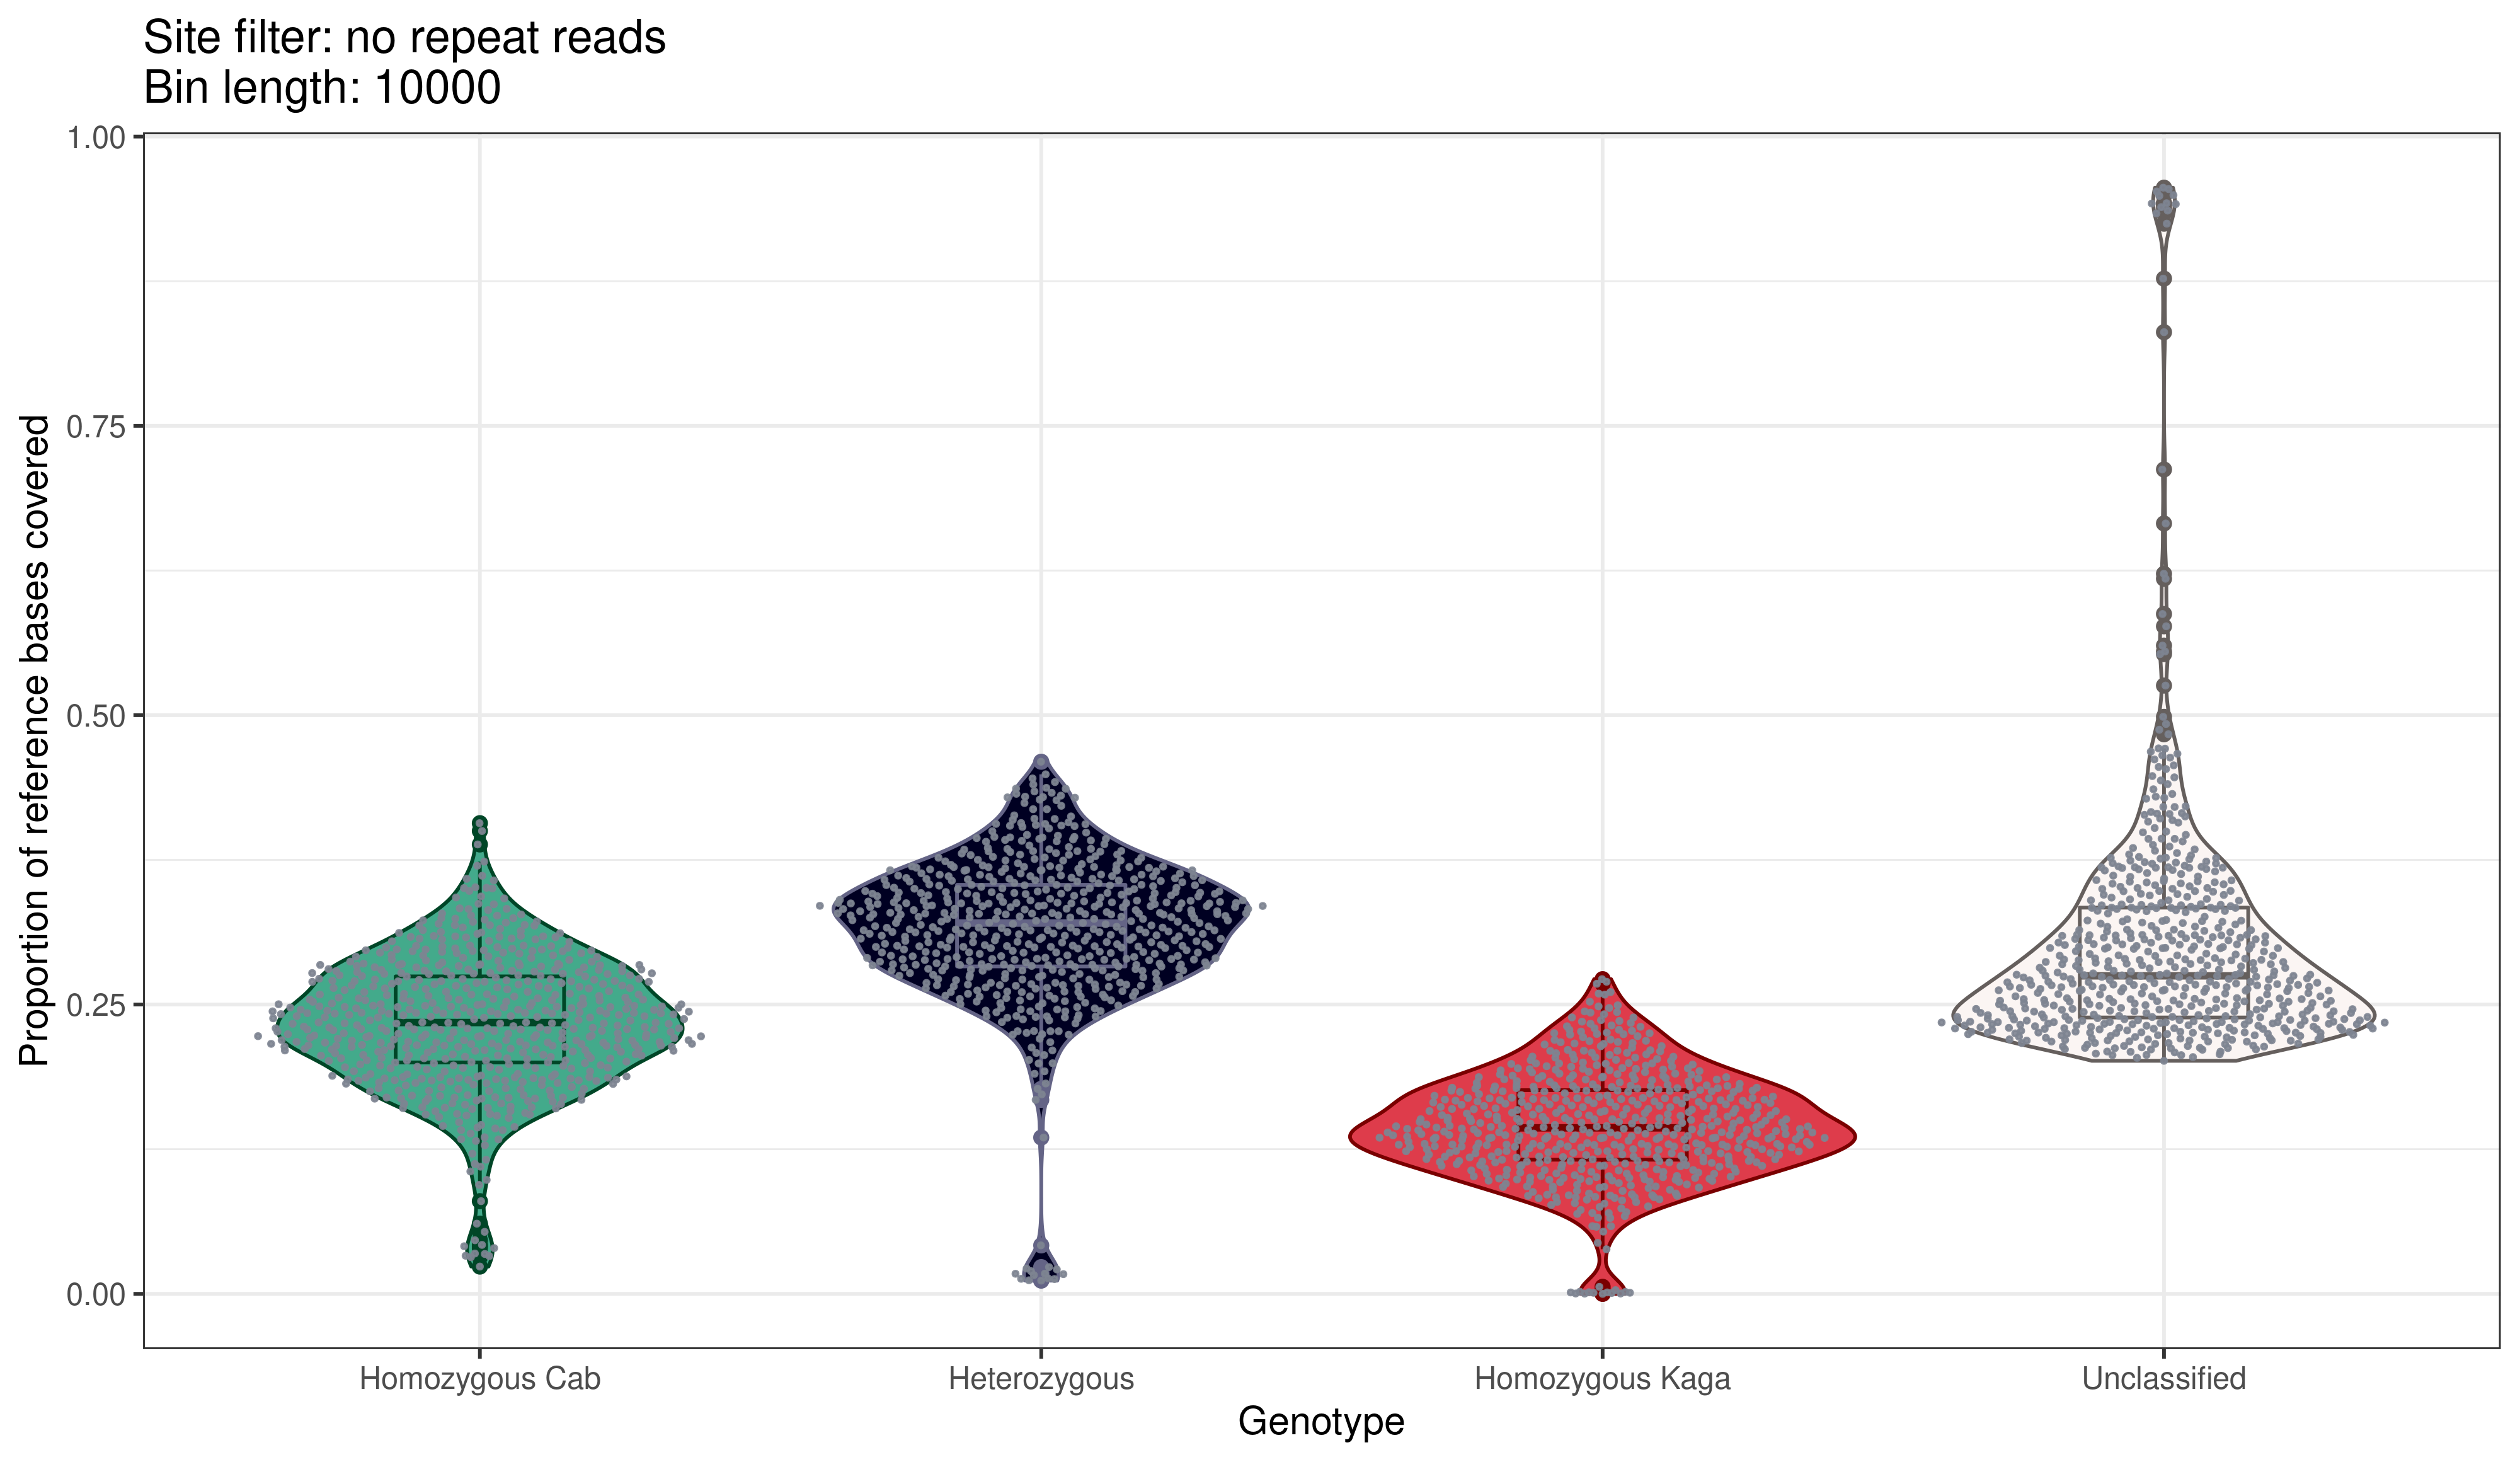 Site filter: no repeat reads
Bin length: 10000
1.00
0.75
0.50
0.25
0.00
Proportion of reference bases covered
Homozygous Cab
Heterozygous
Homozygous Kaga
Unclassified
Genotype